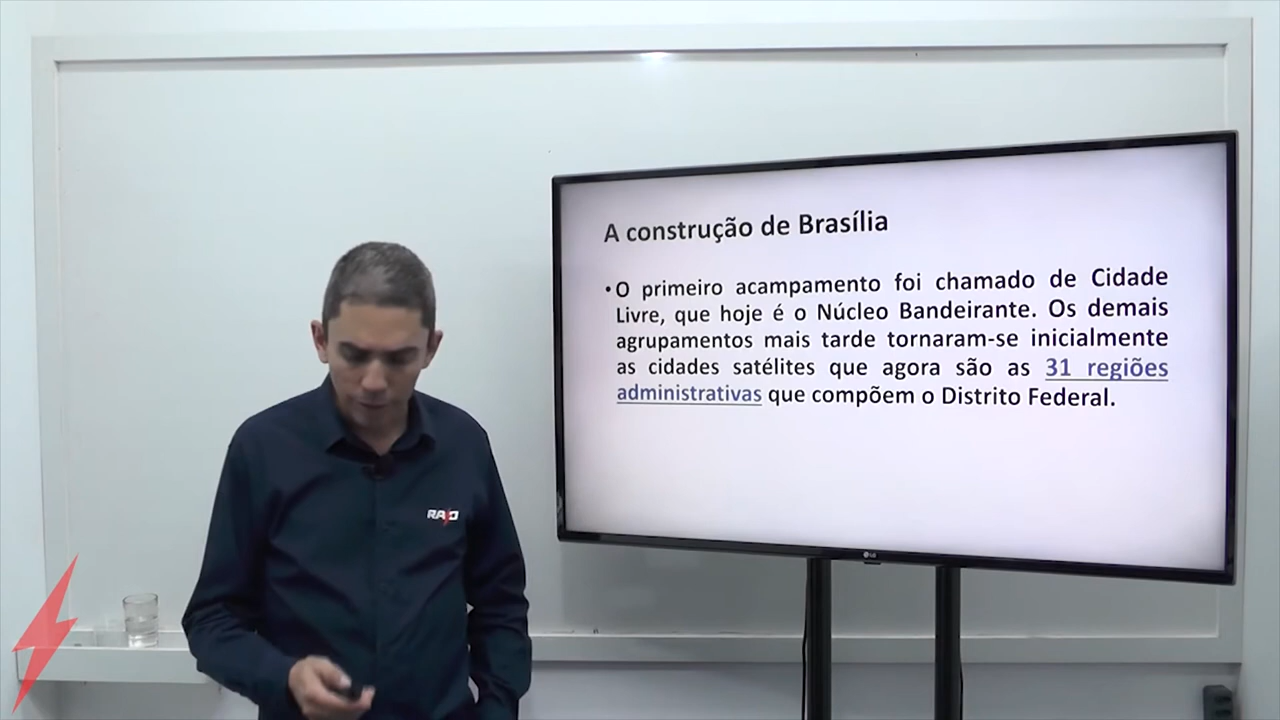 A construção de Brasília
• O primeiro acampamento foi chamado de Cidade
Livre, que hoje é o Núcleo Bandeirante. Os demais
agrupamentos mais tarde tornaram-se inicialmente
as cidades satélites que agora são as 31 regiões
administrativas que compõem o Distrito Federal.
RAIO
LG